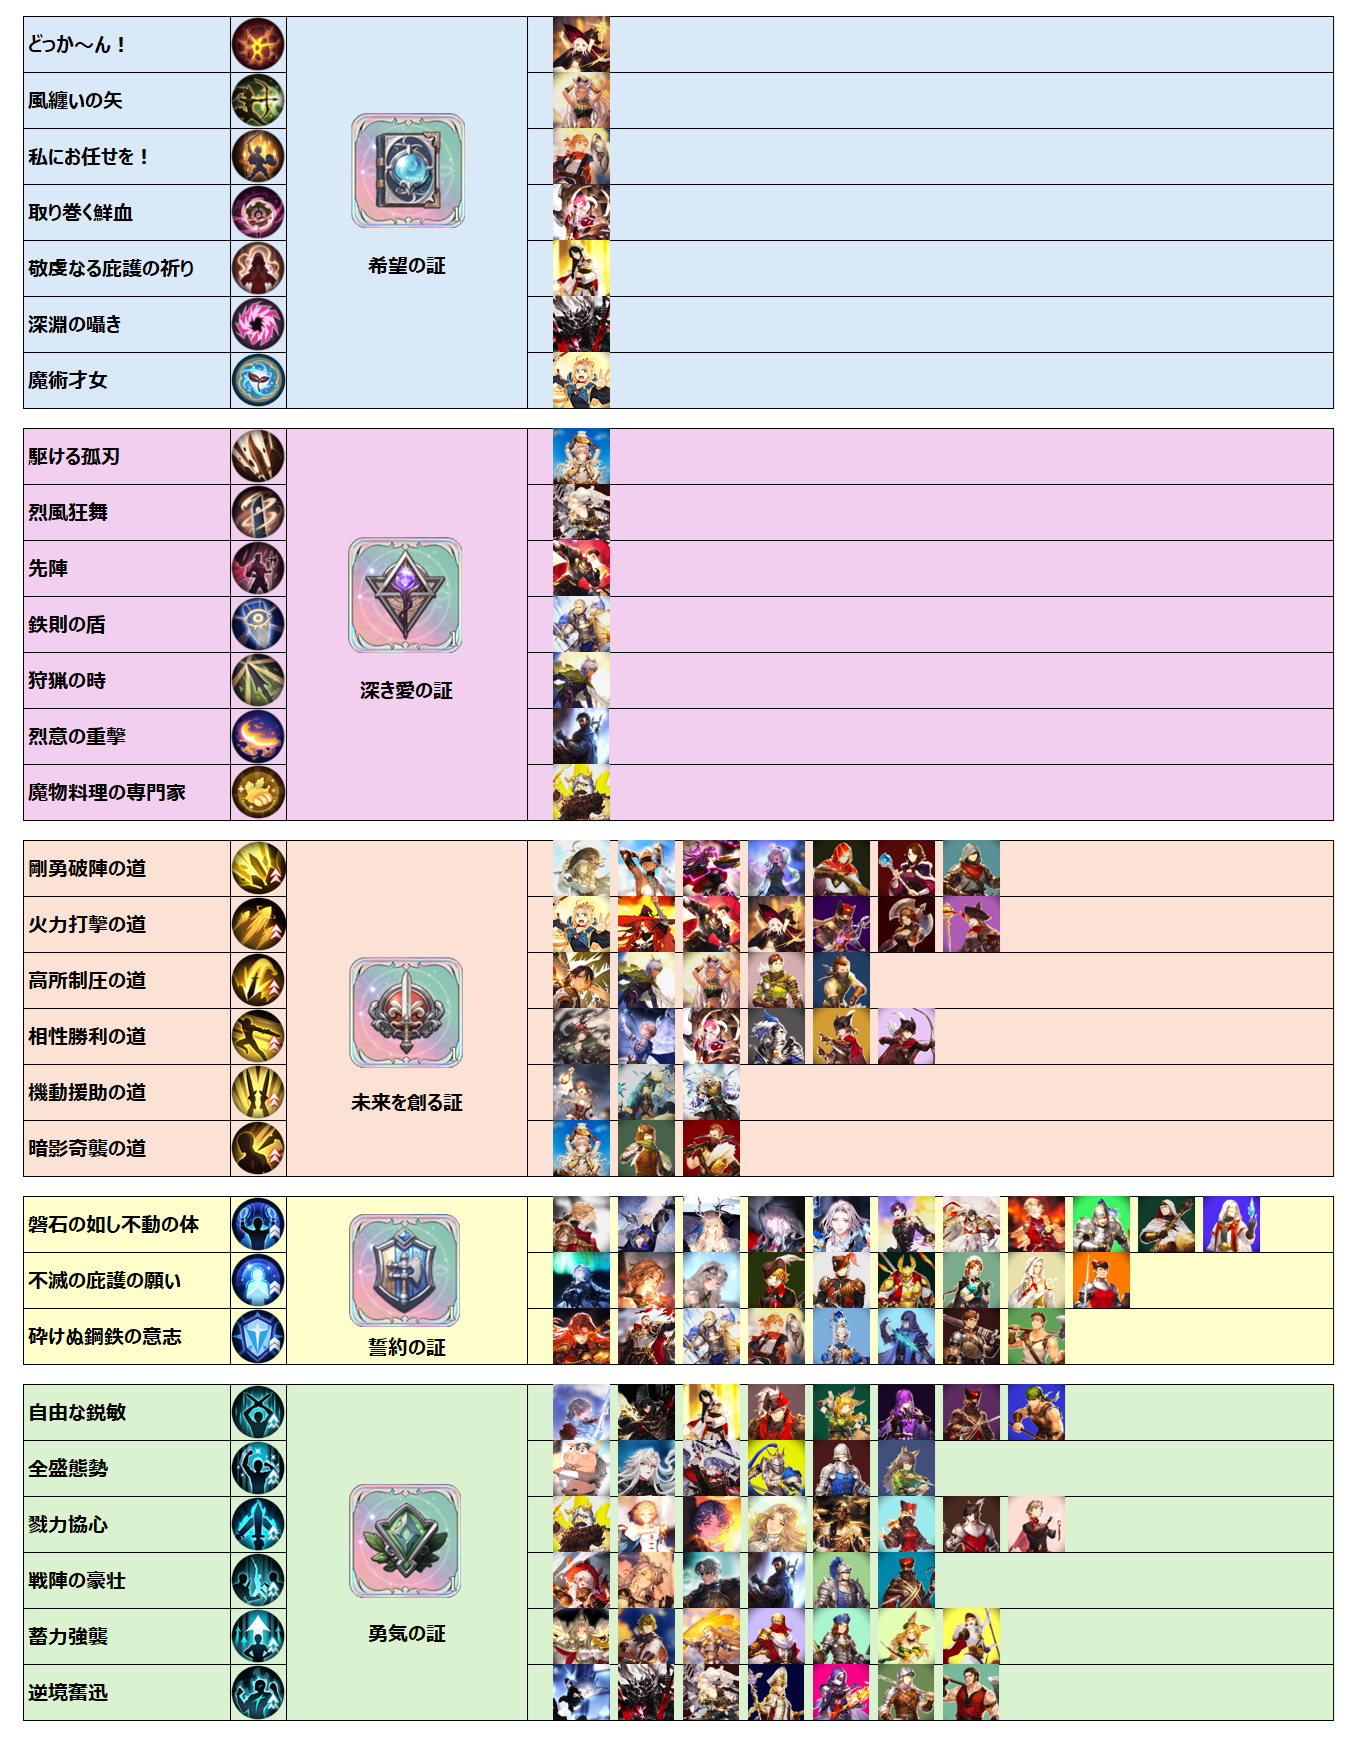 どっか～ん！
風纏いの矢
私にお任せを！
取り巻く鮮血
敬虔なる庇護の祈り
深淵の囁き
魔術才女
希望の証
駆ける孤刃
烈風狂舞
先陣
鉄則の盾
狩猟の時
烈意の重撃
魔物料理の専門家
深き愛の証
剛勇破陣の道
火力打撃の道
高所制圧の道
相性勝利の道
機動援助の道
暗影奇襲の道
未来を創る証
磐石の如し不動の体
不滅の庇護の願い
砕けぬ鋼鉄の意志
誓約の証
自由な鋭敏
全盛態勢
戮力協心
戦陣の豪壮
蓄力強襲
逆境奮迅
勇気の証